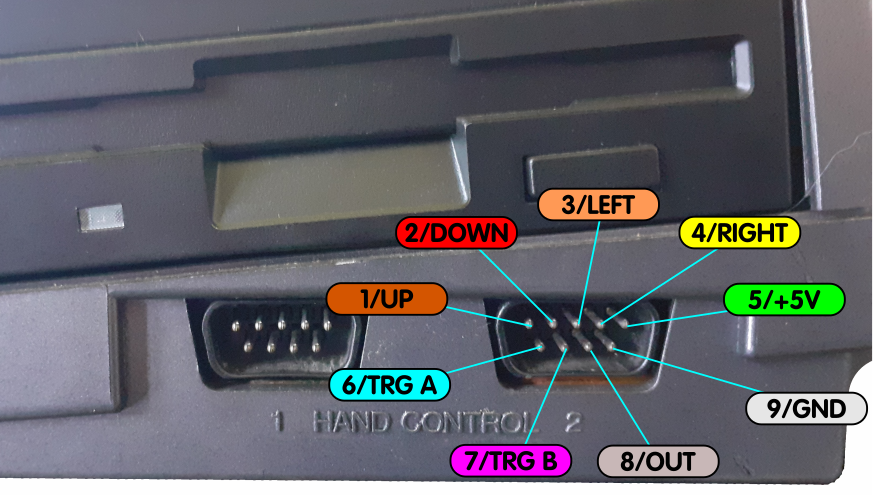 3/LEFT
2/DOWN
4/RIGHT
1/UP
5/+5V
6/TRG A
9/GND
1 HAND CONTROL 2
7/TRG B
8/OUT